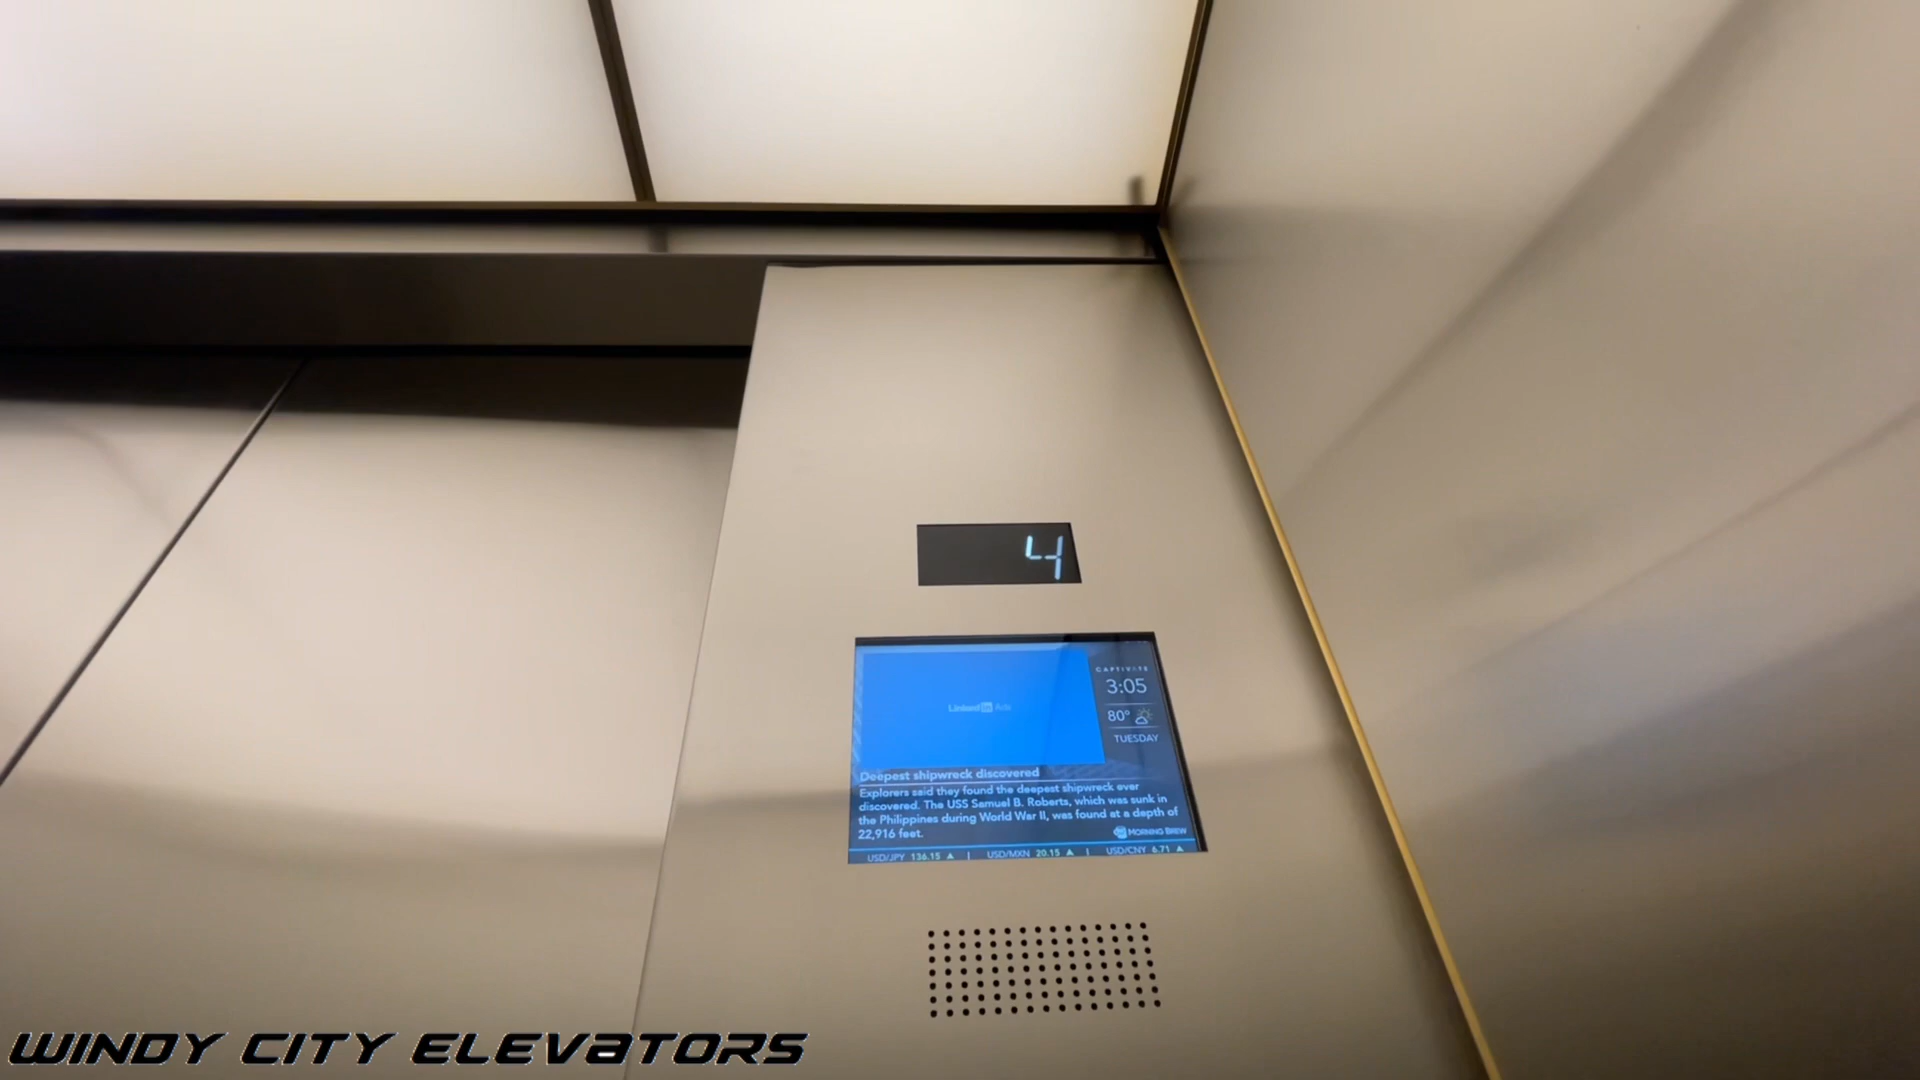 4
CAPTIVATE
3:05
80°
TUESDAY
LinkedIn Ads
Deepest shipwreck discovered
Explorers said they found the deepest shipwreck ever
discovered. The USS Samuel B. Roberts, which was sunk in
the Philippines during World War II, was found at a depth of
22,916 feet.
MORNING BREW
USD/JPY 136.15 ▲ | USD/MXN 20.15 ▲ | USD/CNY 6.71 ▲
WINDY CITY ELEVATORS